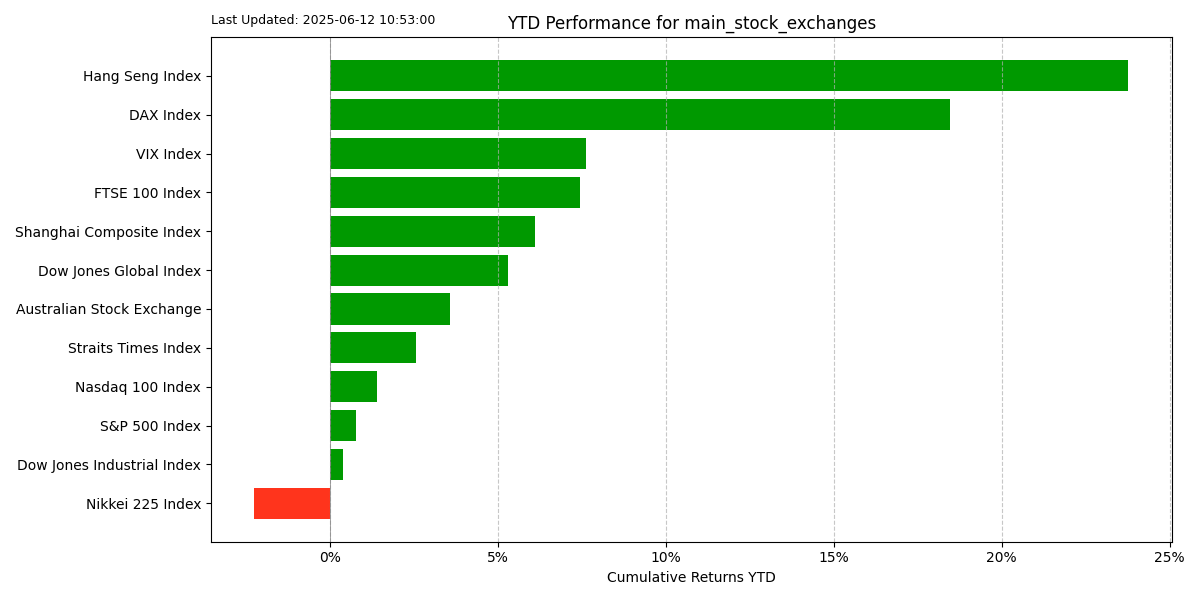 Last Updated: 2025-06-12 10:53:00
YTD Performance for main_stock_exchanges
Hang Seng Index
DAX Index
VIX Index
FTSE 100 Index
Shanghai Composite Index
Dow Jones Global Index
Australian Stock Exchange
Straits Times Index
Nasdaq 100 Index
S&P 500 Index
Dow Jones Industrial Index
Nikkei 225 Index
0% 5% 10% 15% 20% 25%
Cumulative Returns YTD